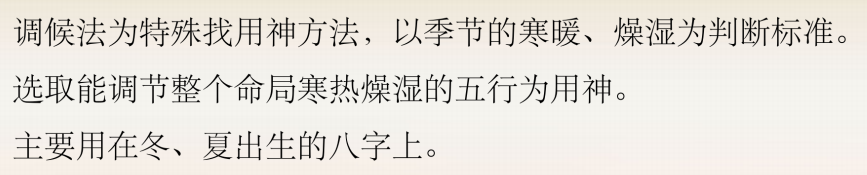 调候法为特殊找用神方法，以季节的寒暖、燥湿为判断标准。
选取能调节整个命局寒热燥湿的五行为用神。
主要用在冬、夏出生的八字上。